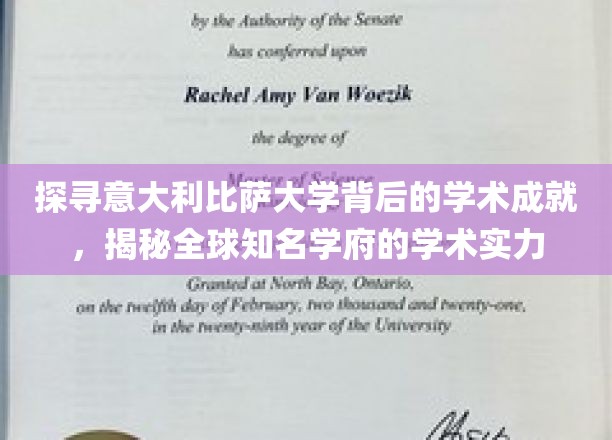 by the Authority of the Senate
has conferred upon
Rachel Amy Van Woezik
the degree of
Master of Science
探寻意大利比萨大学背后的学术成就
，揭秘全球知名学府的学术实力
Granted at North Bay, Ontario,
on the twelfth day of February, two thousand and twenty-one,
in the twenty-ninth year of the University